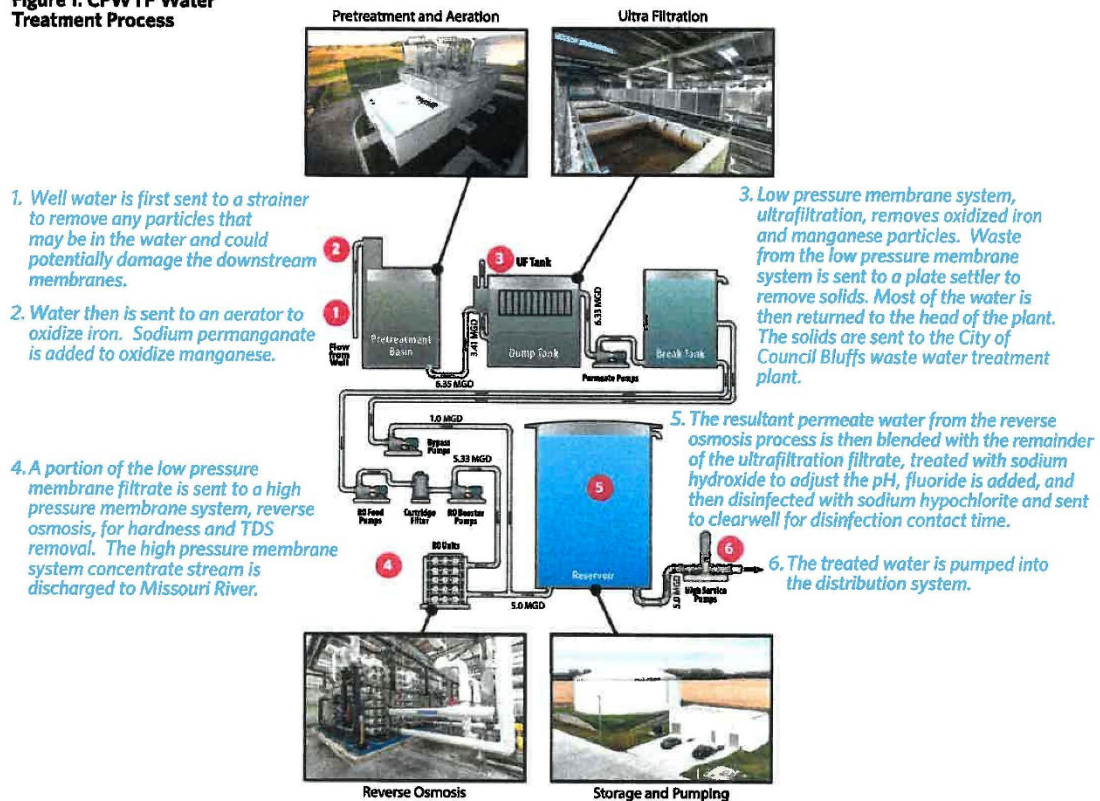 Figure 1. CPWTP Water
Treatment Process
Pretreatment and Aeration
Ultra Filtration
1. Well water is first sent to a strainer
to remove any particles that
may be in the water and could
potentially damage the downstream
membranes.
2. Water then is sent to an aerator to
oxidize iron. Sodium permanganate
is added to oxidize manganese.
3. Low pressure membrane system,
ultrafiltration, removes oxidized iron
and manganese particles. Waste
from the low pressure membrane
system is sent to a plate settler to
remove solids. Most of the water is
then returned to the head of the plant.
The solids are sent to the City of
Council Bluffs waste water treatment
plant.
2
1
Flow
from
Well
Pretreatment
Basin
6.35 MGD
3.41 MGD
3
UF Tank
Dump Tank
6.33 MGD
Permeate Pumps
Break Tank
1.0 MGD
Bypass
Pumps
5.33 MGD
RO Feed
Pumps
Cartridge
Filter
RO Booster
Pumps
4. A portion of the low pressure
membrane filtrate is sent to a high
pressure membrane system, reverse
osmosis, for hardness and TDS
removal. The high pressure membrane
system concentrate stream is
discharged to Missouri River.
4
RO Units
5.0 MGD
5
Reservoir
5. The resultant permeate water from the reverse
osmosis process is then blended with the remainder
of the ultrafiltration filtrate, treated with sodium
hydroxide to adjust the pH, fluoride is added, and
then disinfected with sodium hypochlorite and sent
to clearwell for disinfection contact time.
6
5.0 MGD
High Service
Pumps
6. The treated water is pumped into
the distribution system.
Reverse Osmosis
Storage and Pumping